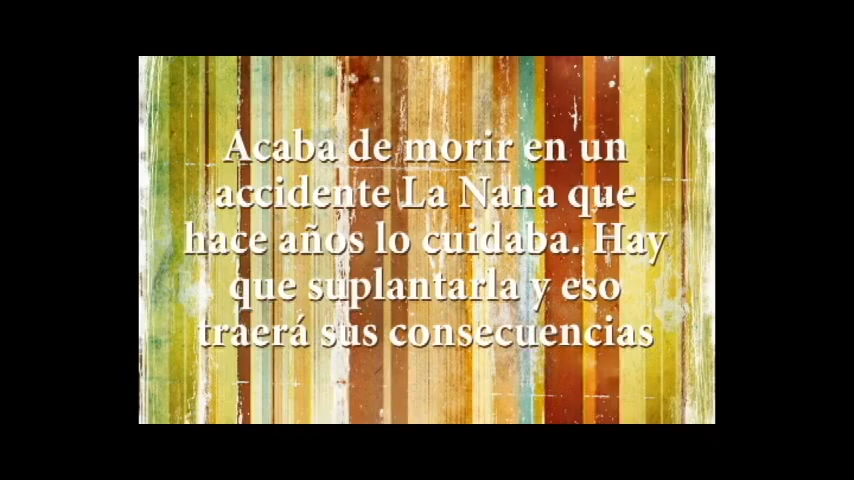 Acaba de morir en un
accidente La Nana que
hace años lo cuidaba. Hay
que suplantarla y eso
traerá sus consecuencias